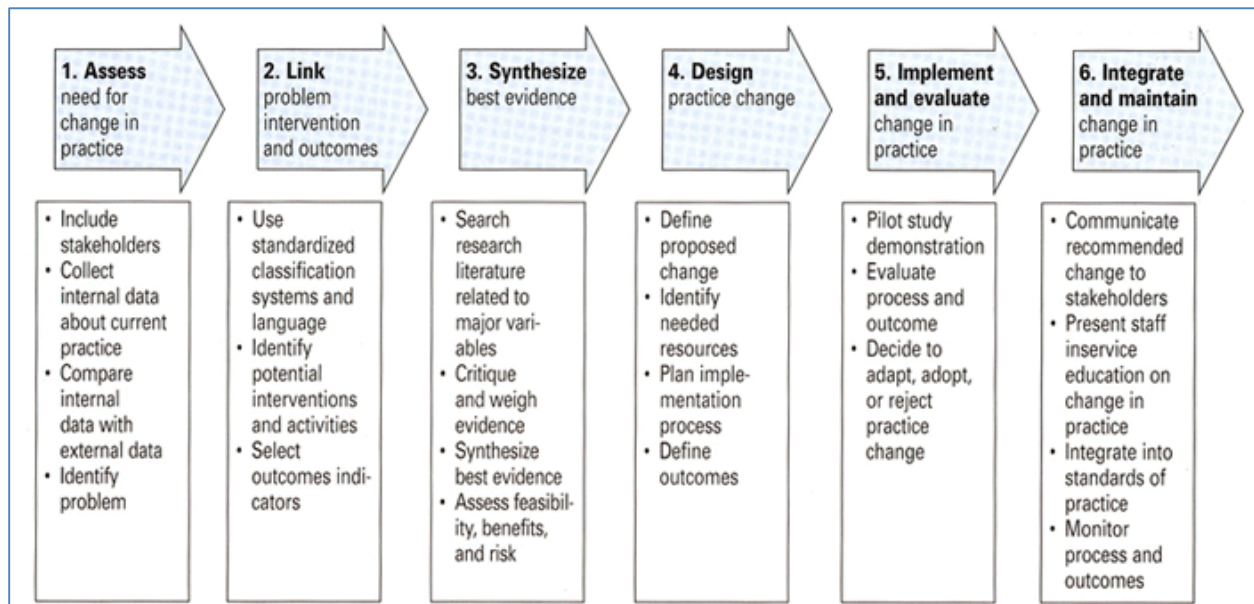 1. Assess
need for
change in
practice
2. Link
problem
intervention
and outcomes
3. Synthesize
best evidence
4. Design
practice change
5. Implement
and evaluate
change in
practice
6. Integrate
and maintain
change in
practice
• Include
stakeholders
• Collect
internal data
about current
practice
• Compare
internal
data with
external data
• Identify
problem
• Use
standardized
classification
systems and
language
• Identify
potential
interventions
and activities
• Select
outcomes indi-
cators
• Search
research
literature
related to
major vari-
ables
• Critique
and weigh
evidence
• Synthesize
best evidence
• Assess feasibil-
ity, benefits,
and risk
• Define
proposed
change
• Identify
needed
resources
• Plan imple-
mentation
process
• Define
outcomes
• Pilot study
demonstration
• Evaluate
process and
outcome
• Decide to
adapt, adopt,
or reject
practice
change
• Communicate
recommended
change to
stakeholders
• Present staff
inservice
education on
change in
practice
• Integrate into
standards of
practice
• Monitor
process and
outcomes